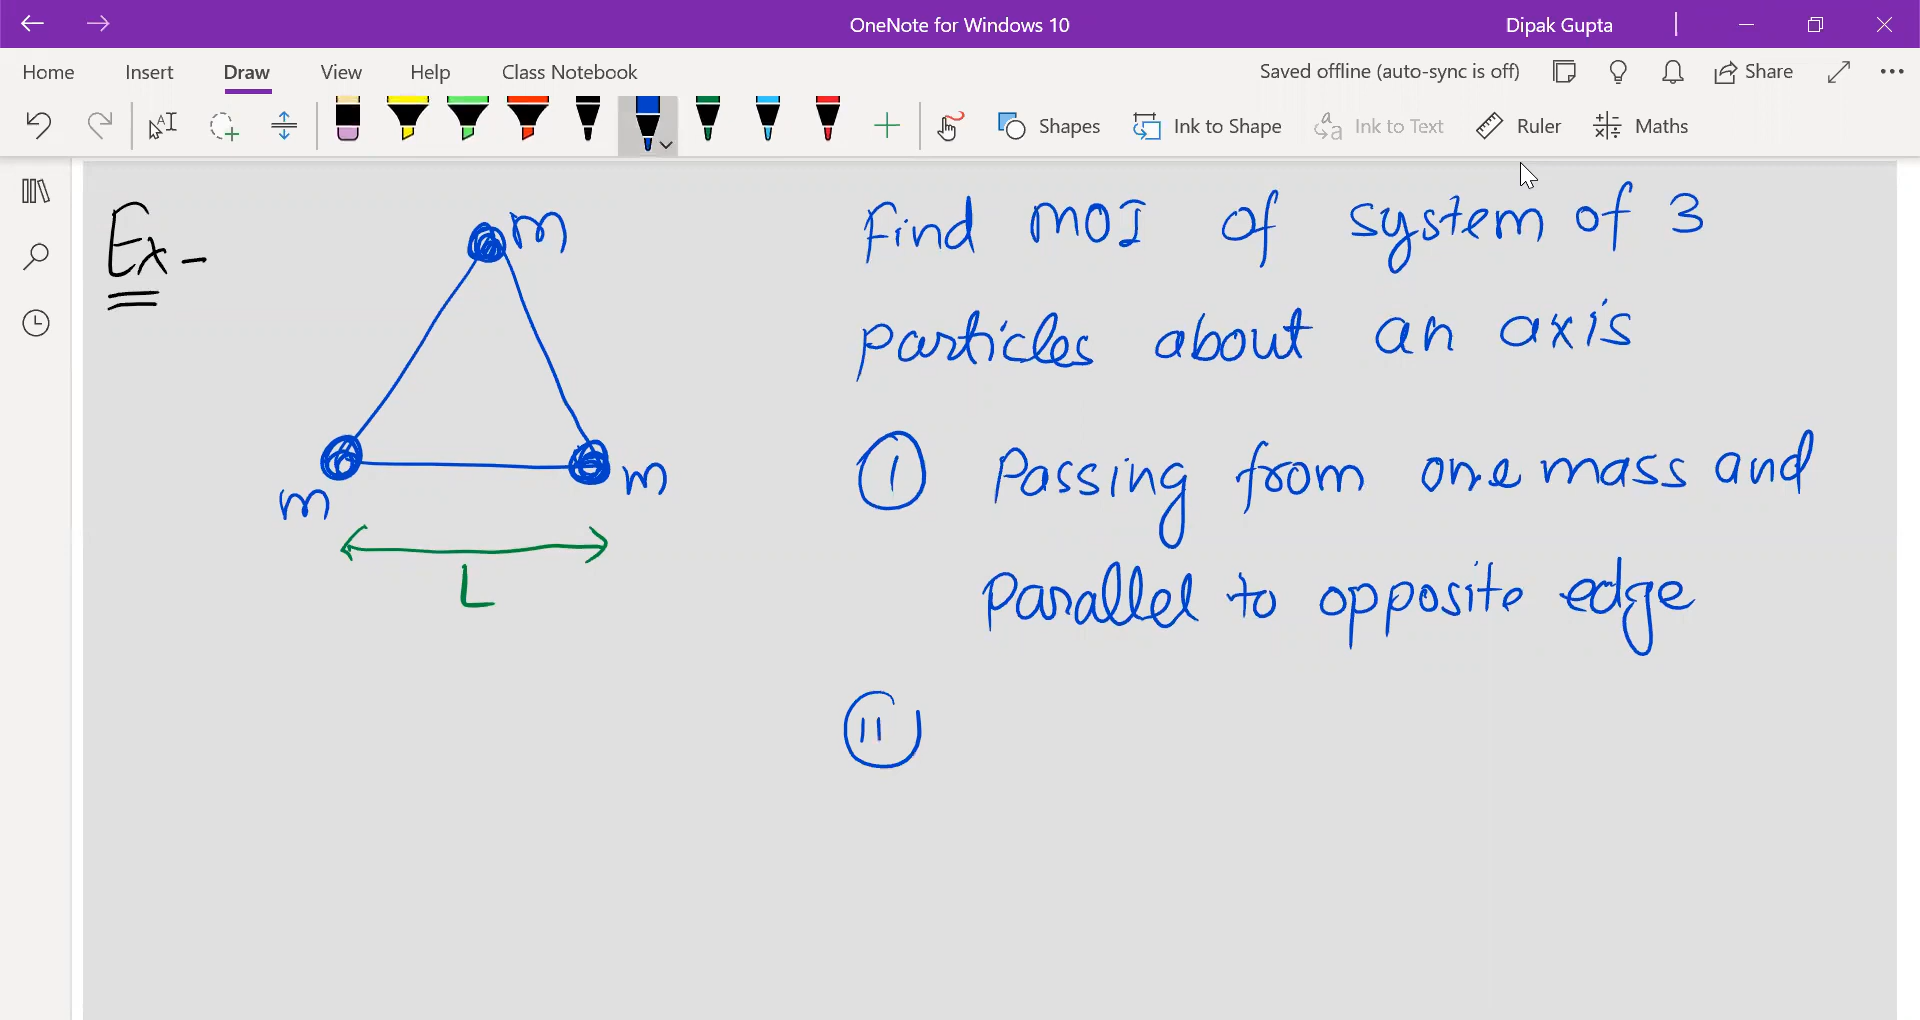 OneNote for Windows 10
Dipak Gupta
Home Insert Draw View Help Class Notebook
Saved offline (auto-sync is off) Share
Shapes Ink to Shape Ink to Text Ruler Maths
Ex -
m
m
m
L
Find MOI of system of 3
particles about an axis
(I) Passing from one mass and
Parallel to opposite edge
(II)